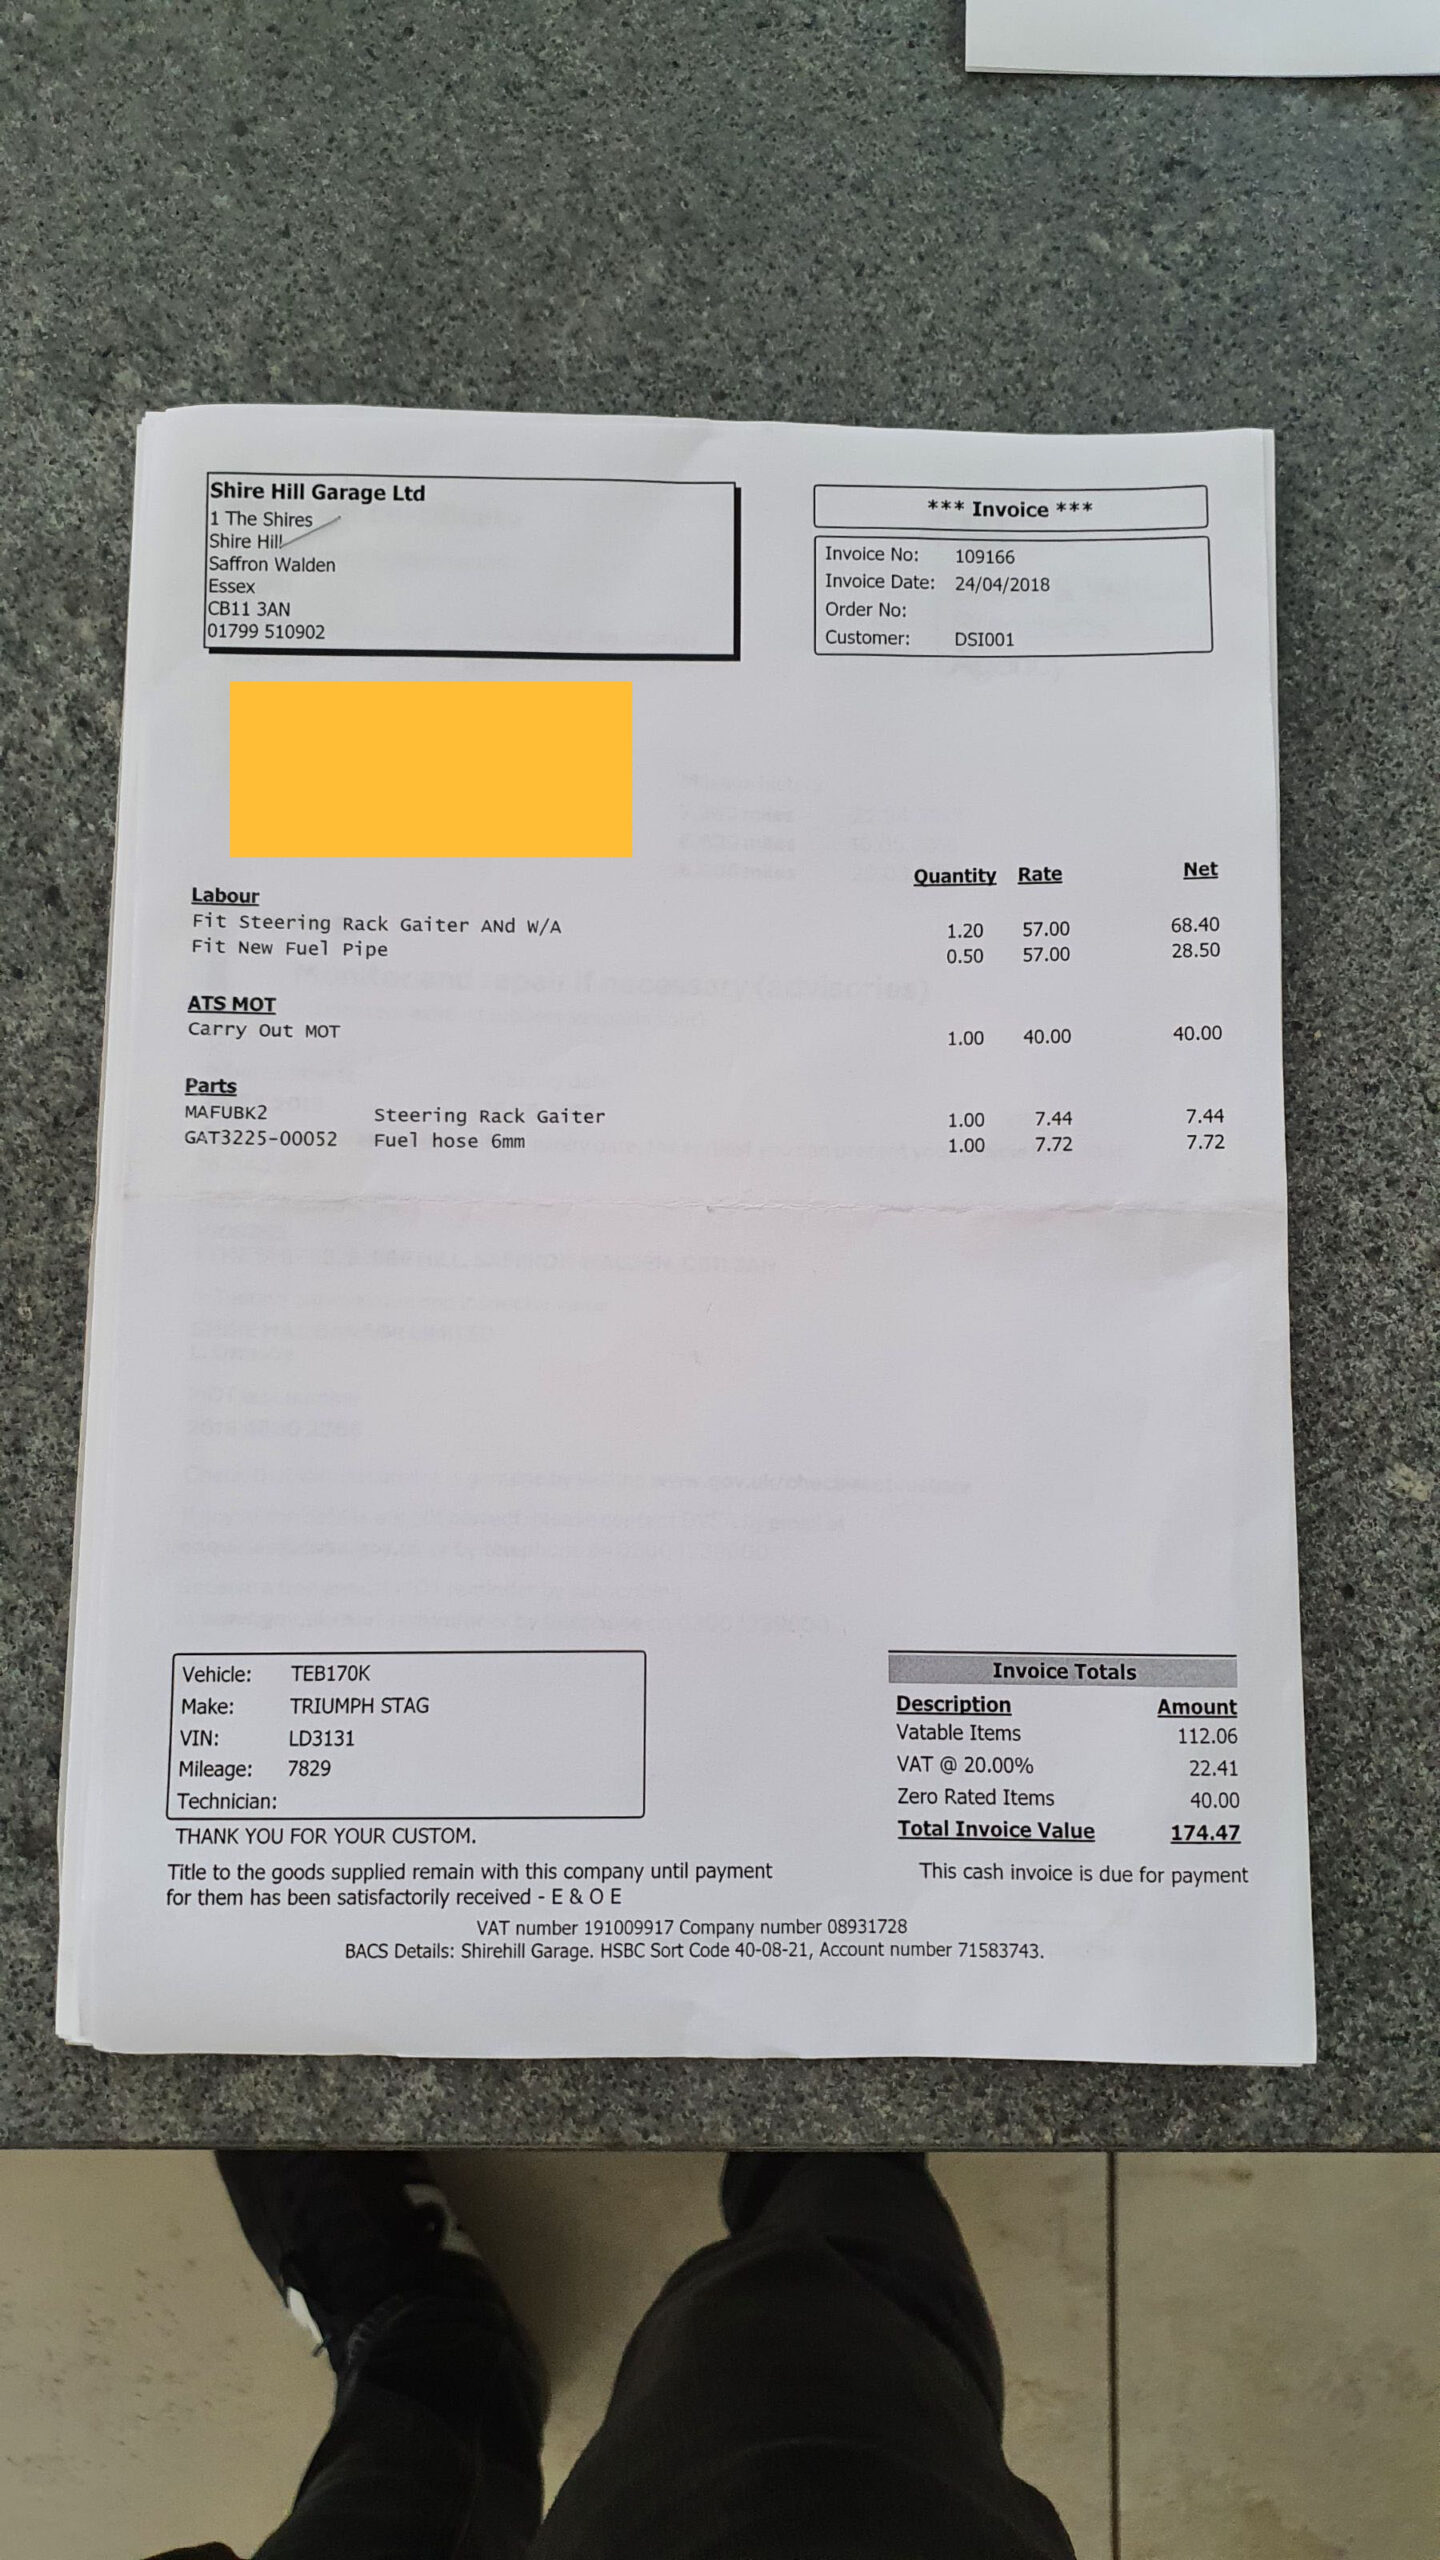 Shire Hill Garage Ltd
1 The Shires
Shire Hill
Saffron Walden
Essex
CB11 3AN
01799 510902
*** Invoice ***
Invoice No: 109166
Invoice Date: 24/04/2018
Order No:
Customer: DSI001
Quantity Rate Net
Labour
Fit Steering Rack Gaiter ANd W/A 1.20 57.00 68.40
Fit New Fuel Pipe 0.50 57.00 28.50
ATS MOT
Carry Out MOT 1.00 40.00 40.00
Parts
MAFUBK2 Steering Rack Gaiter 1.00 7.44 7.44
GAT3225-00052 Fuel hose 6mm 1.00 7.72 7.72
Vehicle: TEB170K
Make: TRIUMPH STAG
VIN: LD3131
Mileage: 7829
Technician:
THANK YOU FOR YOUR CUSTOM.
Invoice Totals
Description Amount
Vatable Items 112.06
VAT @ 20.00% 22.41
Zero Rated Items 40.00
Total Invoice Value 174.47
Title to the goods supplied remain with this company until payment
for them has been satisfactorily received - E & O E
This cash invoice is due for payment
VAT number 191009917 Company number 08931728
BACS Details: Shirehill Garage. HSBC Sort Code 40-08-21, Account number 71583743.